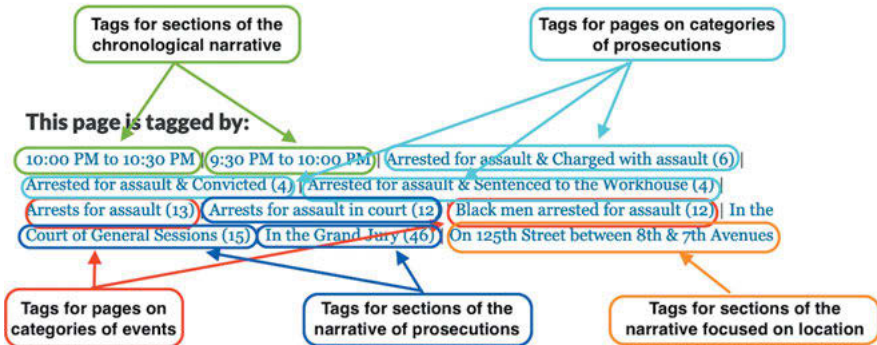 Tags for sections of the
chronological narrative
Tags for pages on categories
of prosecutions
This page is tagged by:
10:00 PM to 10:30 PM | 9:30 PM to 10:00 PM | Arrested for assault & Charged with assault (6) |
Arrested for assault & Convicted (4) | Arrested for assault & Sentenced to the Workhouse (4) |
Arrests for assault (13) | Arrests for assault in court (12 | Black men arrested for assault (12) | In the
Court of General Sessions (15) | In the Grand Jury (46) | On 125th Street between 8th & 7th Avenues
Tags for pages on
categories of events
Tags for sections of the
narrative of prosecutions
Tags for sections of the
narrative focused on location